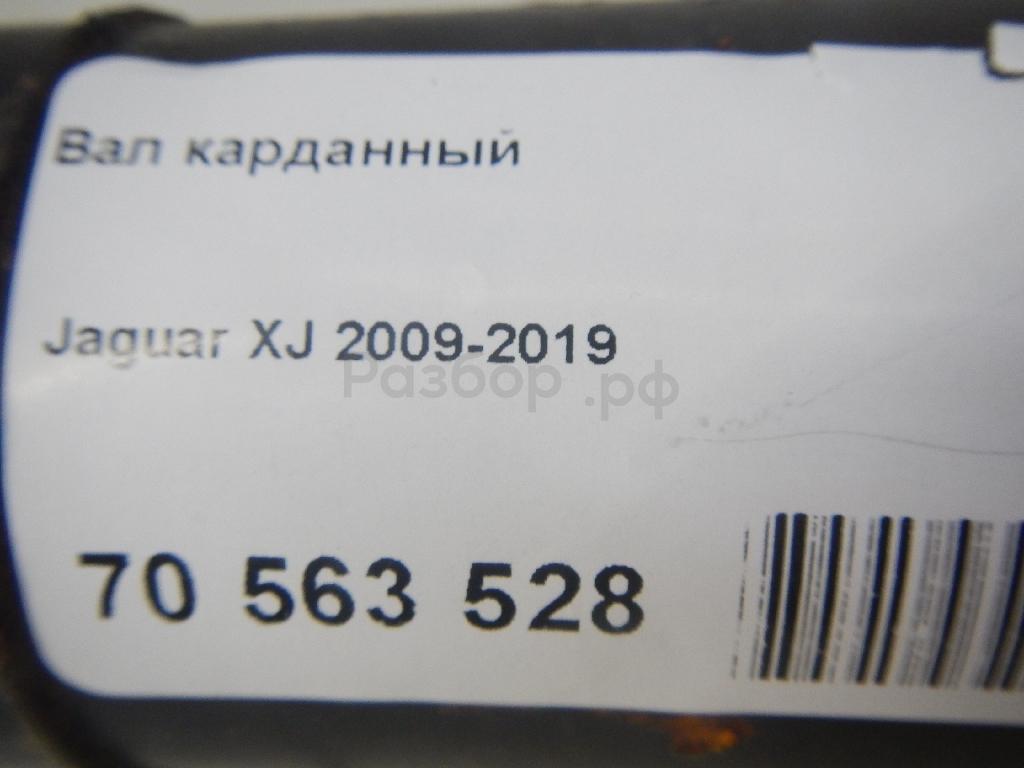 Вал карданный
Jaguar XJ 2009-2019
Разбор.рф
70 563 528